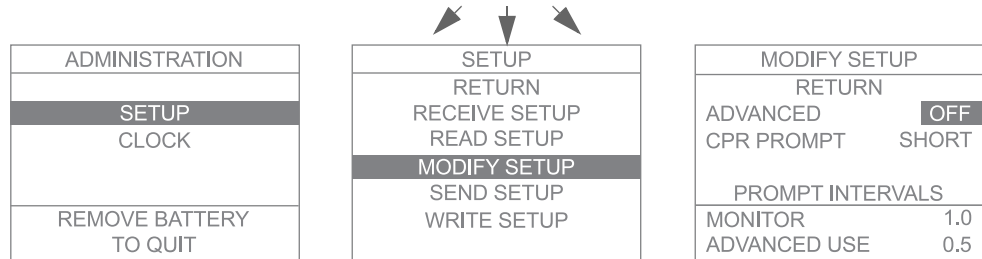 ADMINISTRATION
SETUP
CLOCK
REMOVE BATTERY
TO QUIT
SETUP
RETURN
RECEIVE SETUP
READ SETUP
MODIFY SETUP
SEND SETUP
WRITE SETUP
MODIFY SETUP
RETURN
ADVANCED OFF
CPR PROMPT SHORT
PROMPT INTERVALS
MONITOR 1.0
ADVANCED USE 0.5